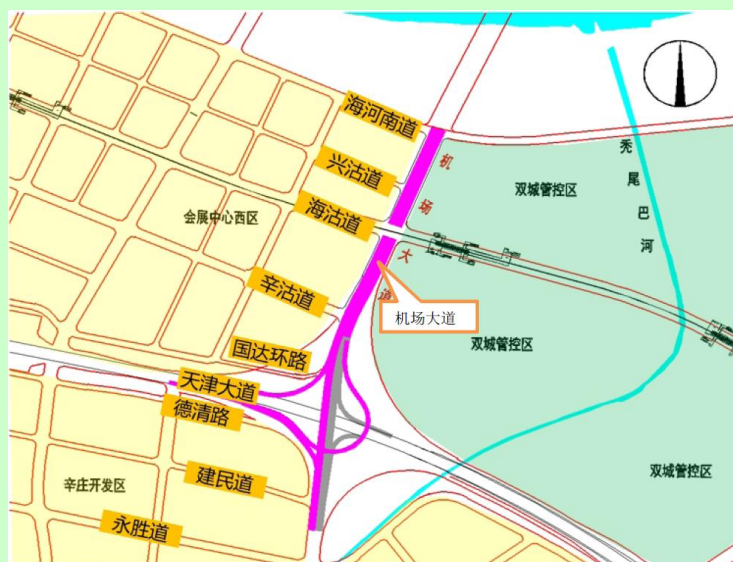 海河南道
兴沽道
海沽道
辛沽道
国达环路
天津大道
德清路
建民道
永胜道
会展中心西区
辛庄开发区
机场大道
机场大道
双城管控区
双城管控区
双城管控区
秃尾巴河